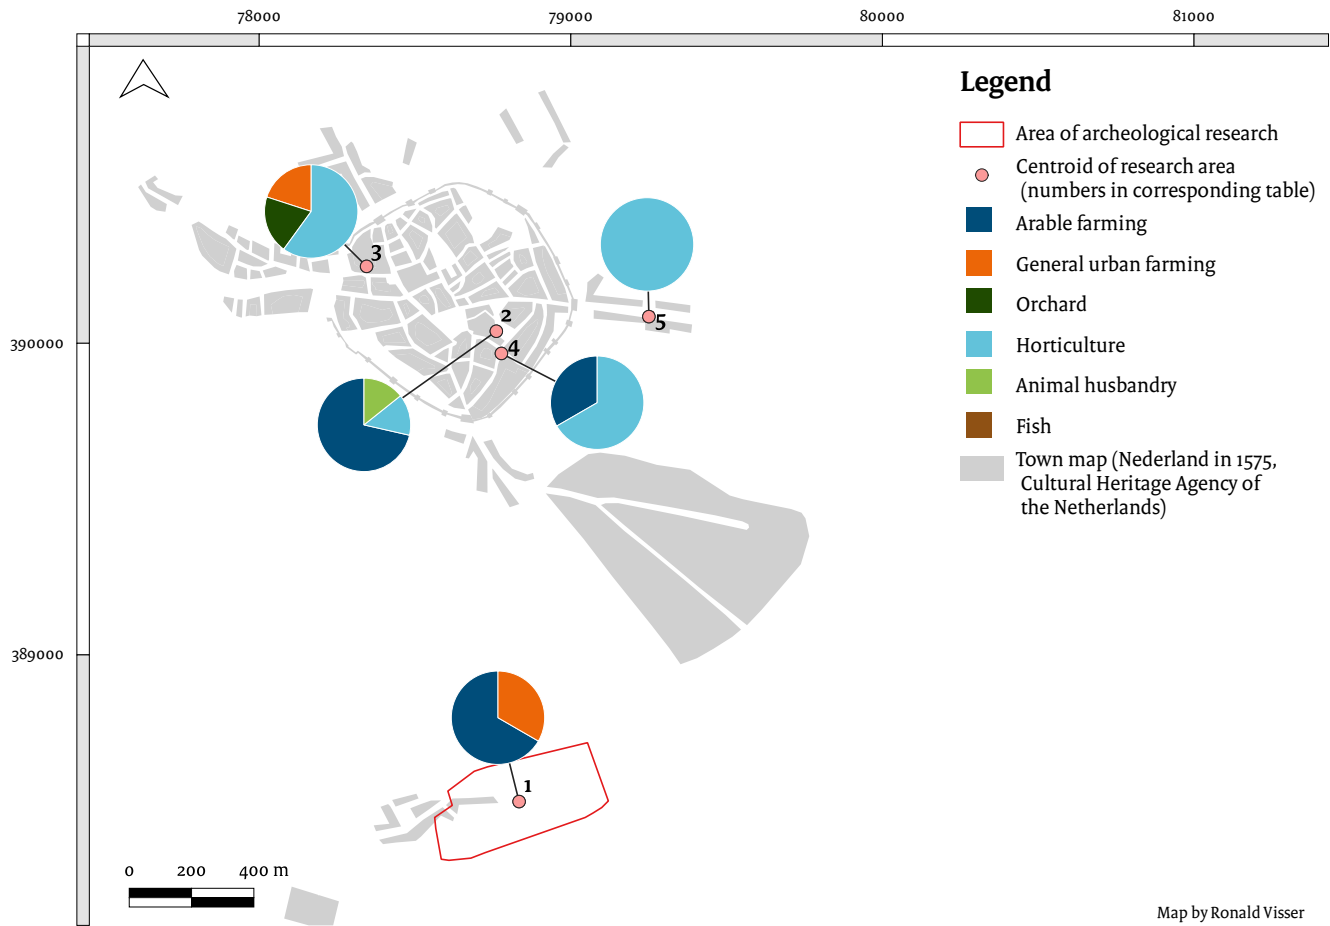 78000
79000
80000
81000
Legend
Area of archeological research
Centroid of research area
(numbers in corresponding table)
Arable farming
General urban farming
Orchard
Horticulture
Animal husbandry
Fish
Town map (Nederland in 1575,
Cultural Heritage Agency of
the Netherlands)
3
2
5
4
390000
389000
1
0 200 400 m
Map by Ronald Visser